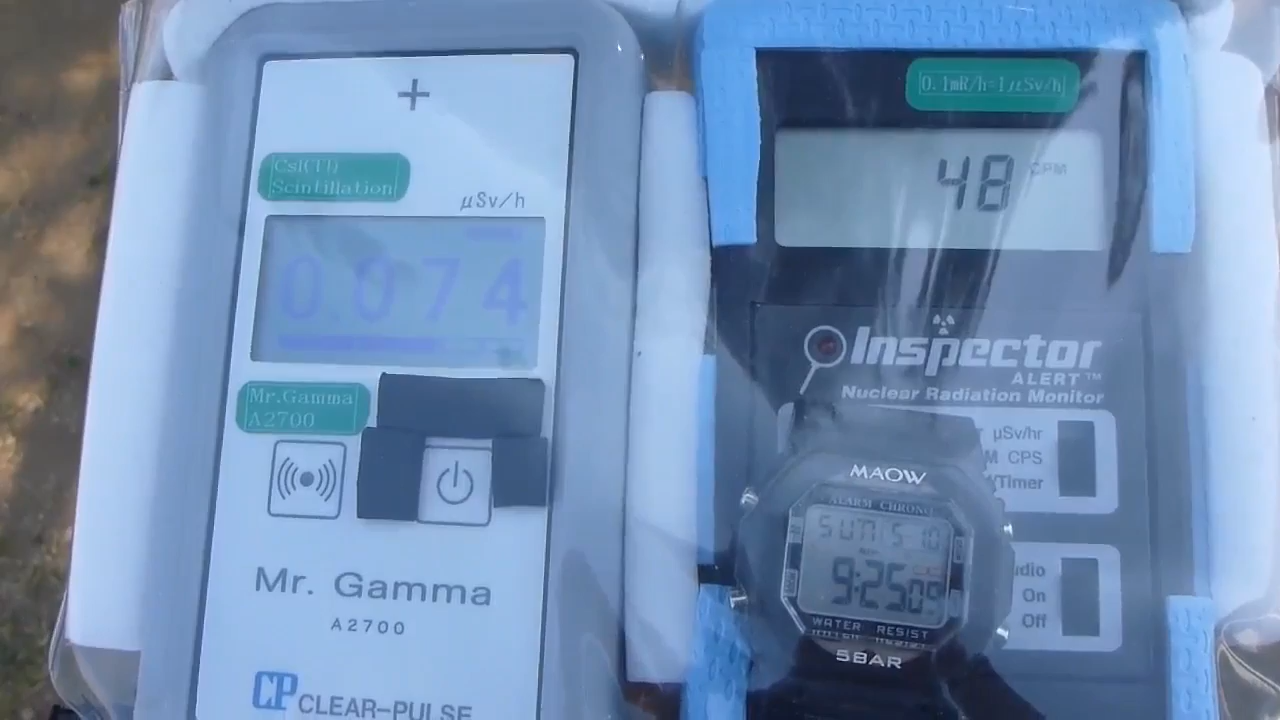 CsI(Tl)
Scintillation
μSv/h
0.074
Mr.Gamma
A2700
Mr. Gamma
A2700
CP CLEAR-PULSE
0.1mR/h=1μSv/h
48 CPM
Inspector
ALERT™
Nuclear Radiation Monitor
μSv/hr
CPS
/Timer
On
Off
MAOW
ALARM CHRONO
SUN 5-10
9:25 09
WATER RESIST
5BAR